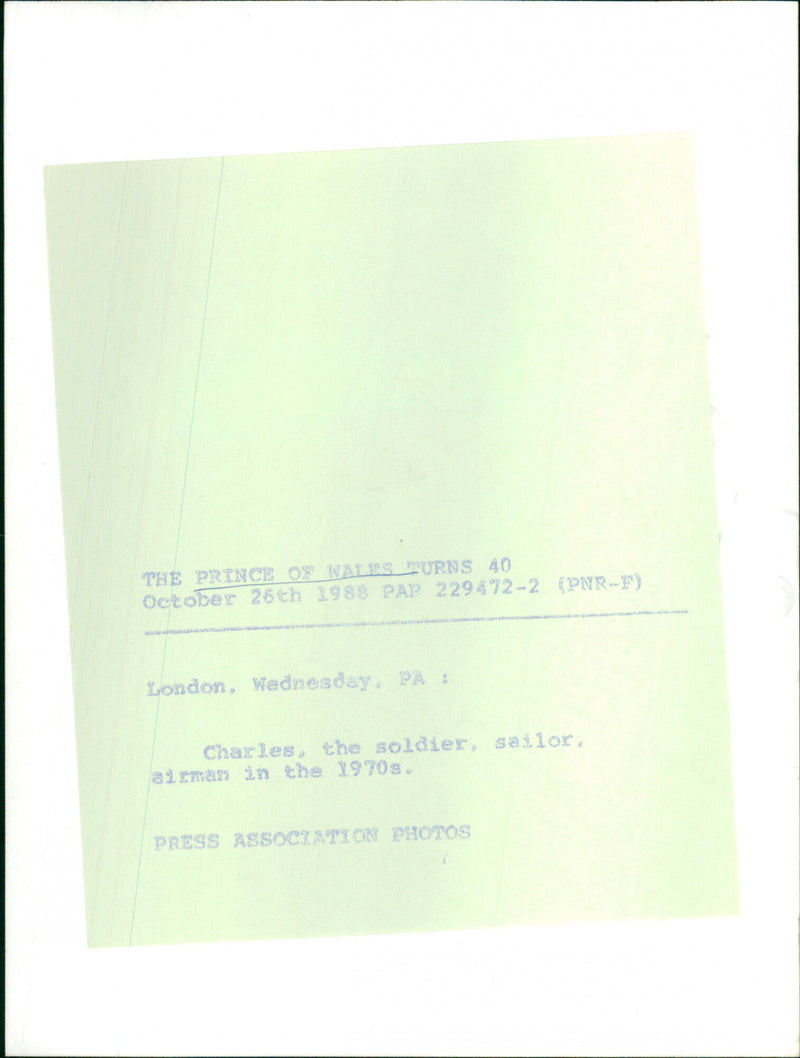 THE PRINCE OF WALES TURNS 40
October 26th 1988 PAP 229472-2 (PNR-F)
London, Wednesday, PA :
Charles, the soldier, sailor,
airman in the 1970s.
PRESS ASSOCIATION PHOTOS